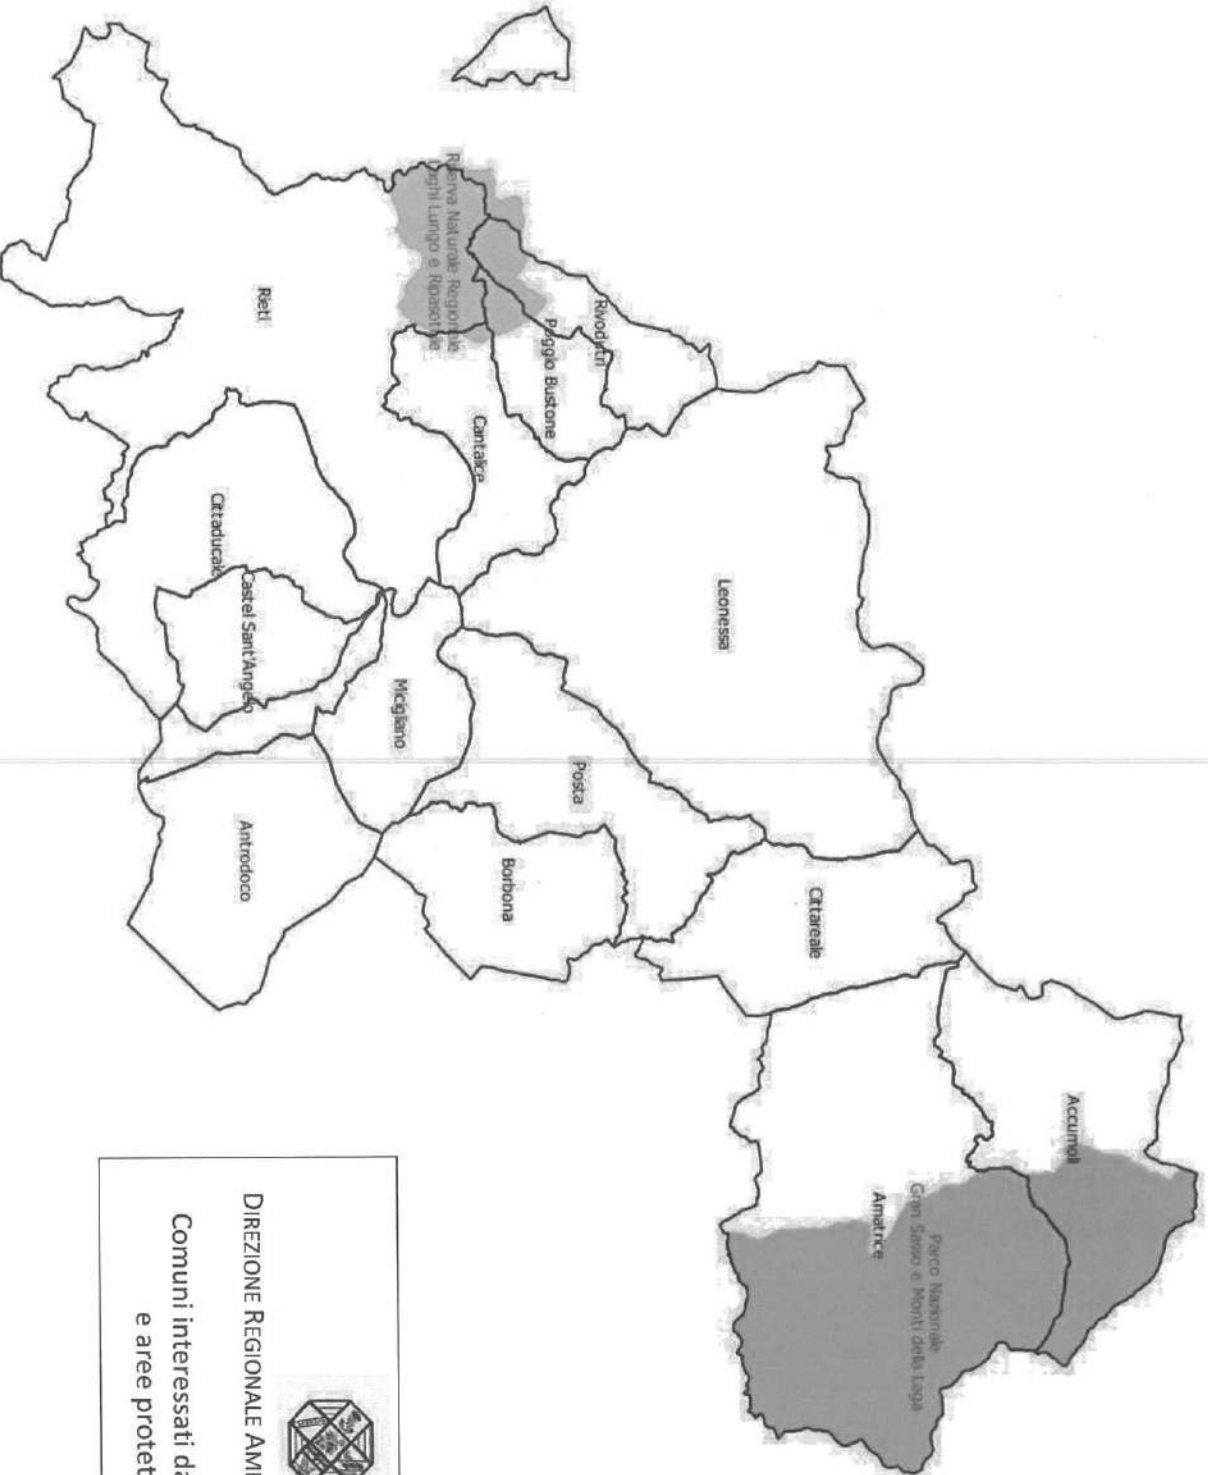 Accumoli
Parco Nazionale
Gran Sasso e Monti della Laga
Amatrice
Cittareale
Leonessa
Rivodutri
Posta
Poggio Bustone
Borbona
Cantalice
Riserva Naturale Regionale
Laghi Lungo e Ripasottile
Micigliano
Rieti
Castel Sant'Angelo
Antrodoco
Cittaducale
DIREZIONE REGIONALE AM
Comuni interessati da
e aree protet